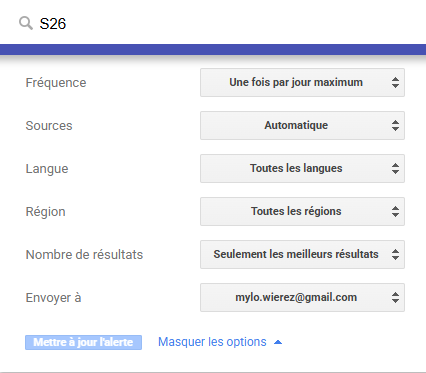 S26
Fréquence Une fois par jour maximum
Sources Automatique
Langue Toutes les langues
Région Toutes les régions
Nombre de résultats Seulement les meilleurs résultats
Envoyer à mylo.wierez@gmail.com
Mettre à jour l'alerte Masquer les options